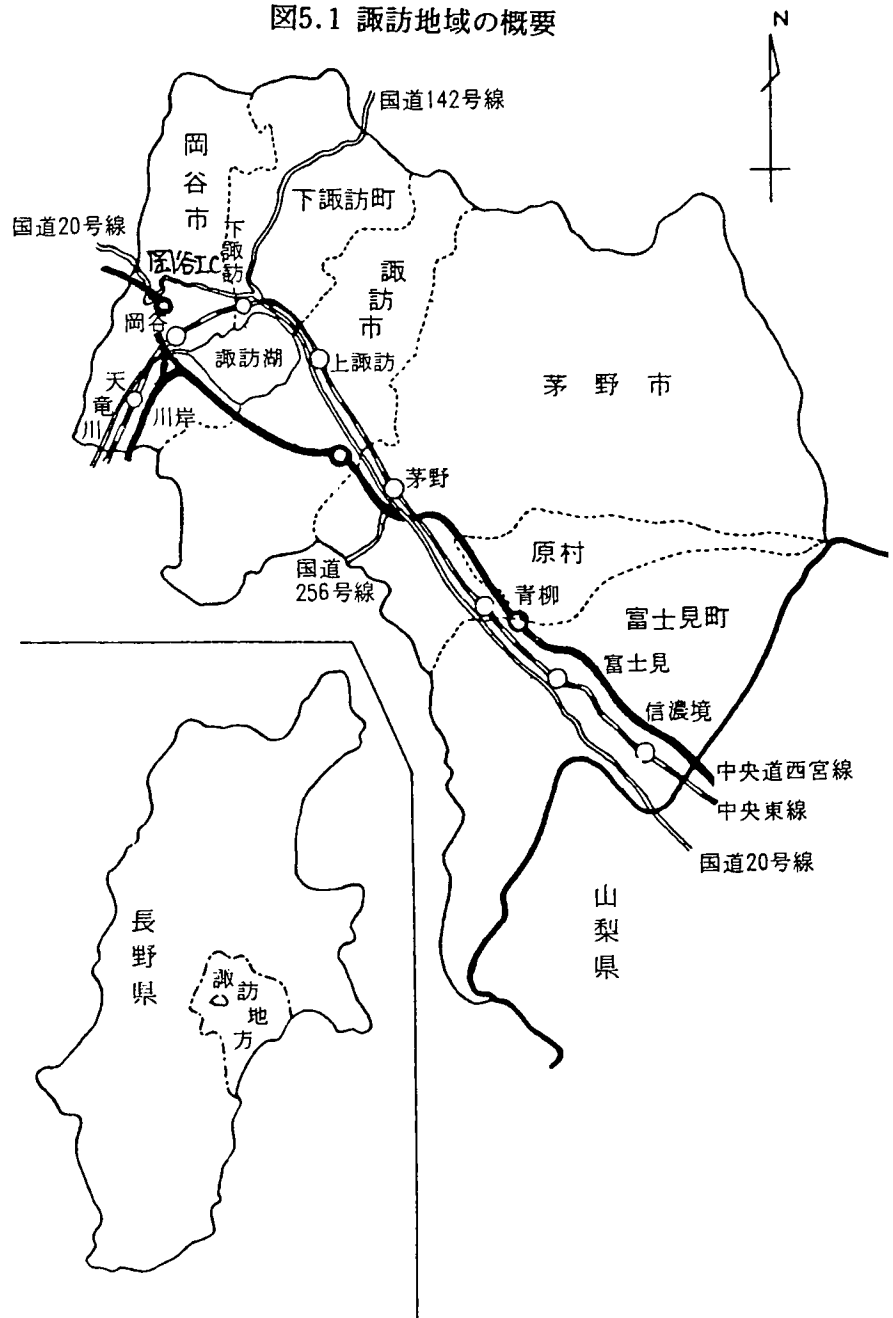 図5.1 諏訪地域の概要
N
国道142号線
岡谷市
下諏訪町
国道20号線
下諏訪
岡谷IC
諏訪市
岡谷
諏訪湖
上諏訪
茅野市
天竜川
川岸
茅野
原村
国道
256号線
青柳
富士見町
富士見
信濃境
中央道西宮線
中央東線
国道20号線
山梨県
長野県
諏訪地方